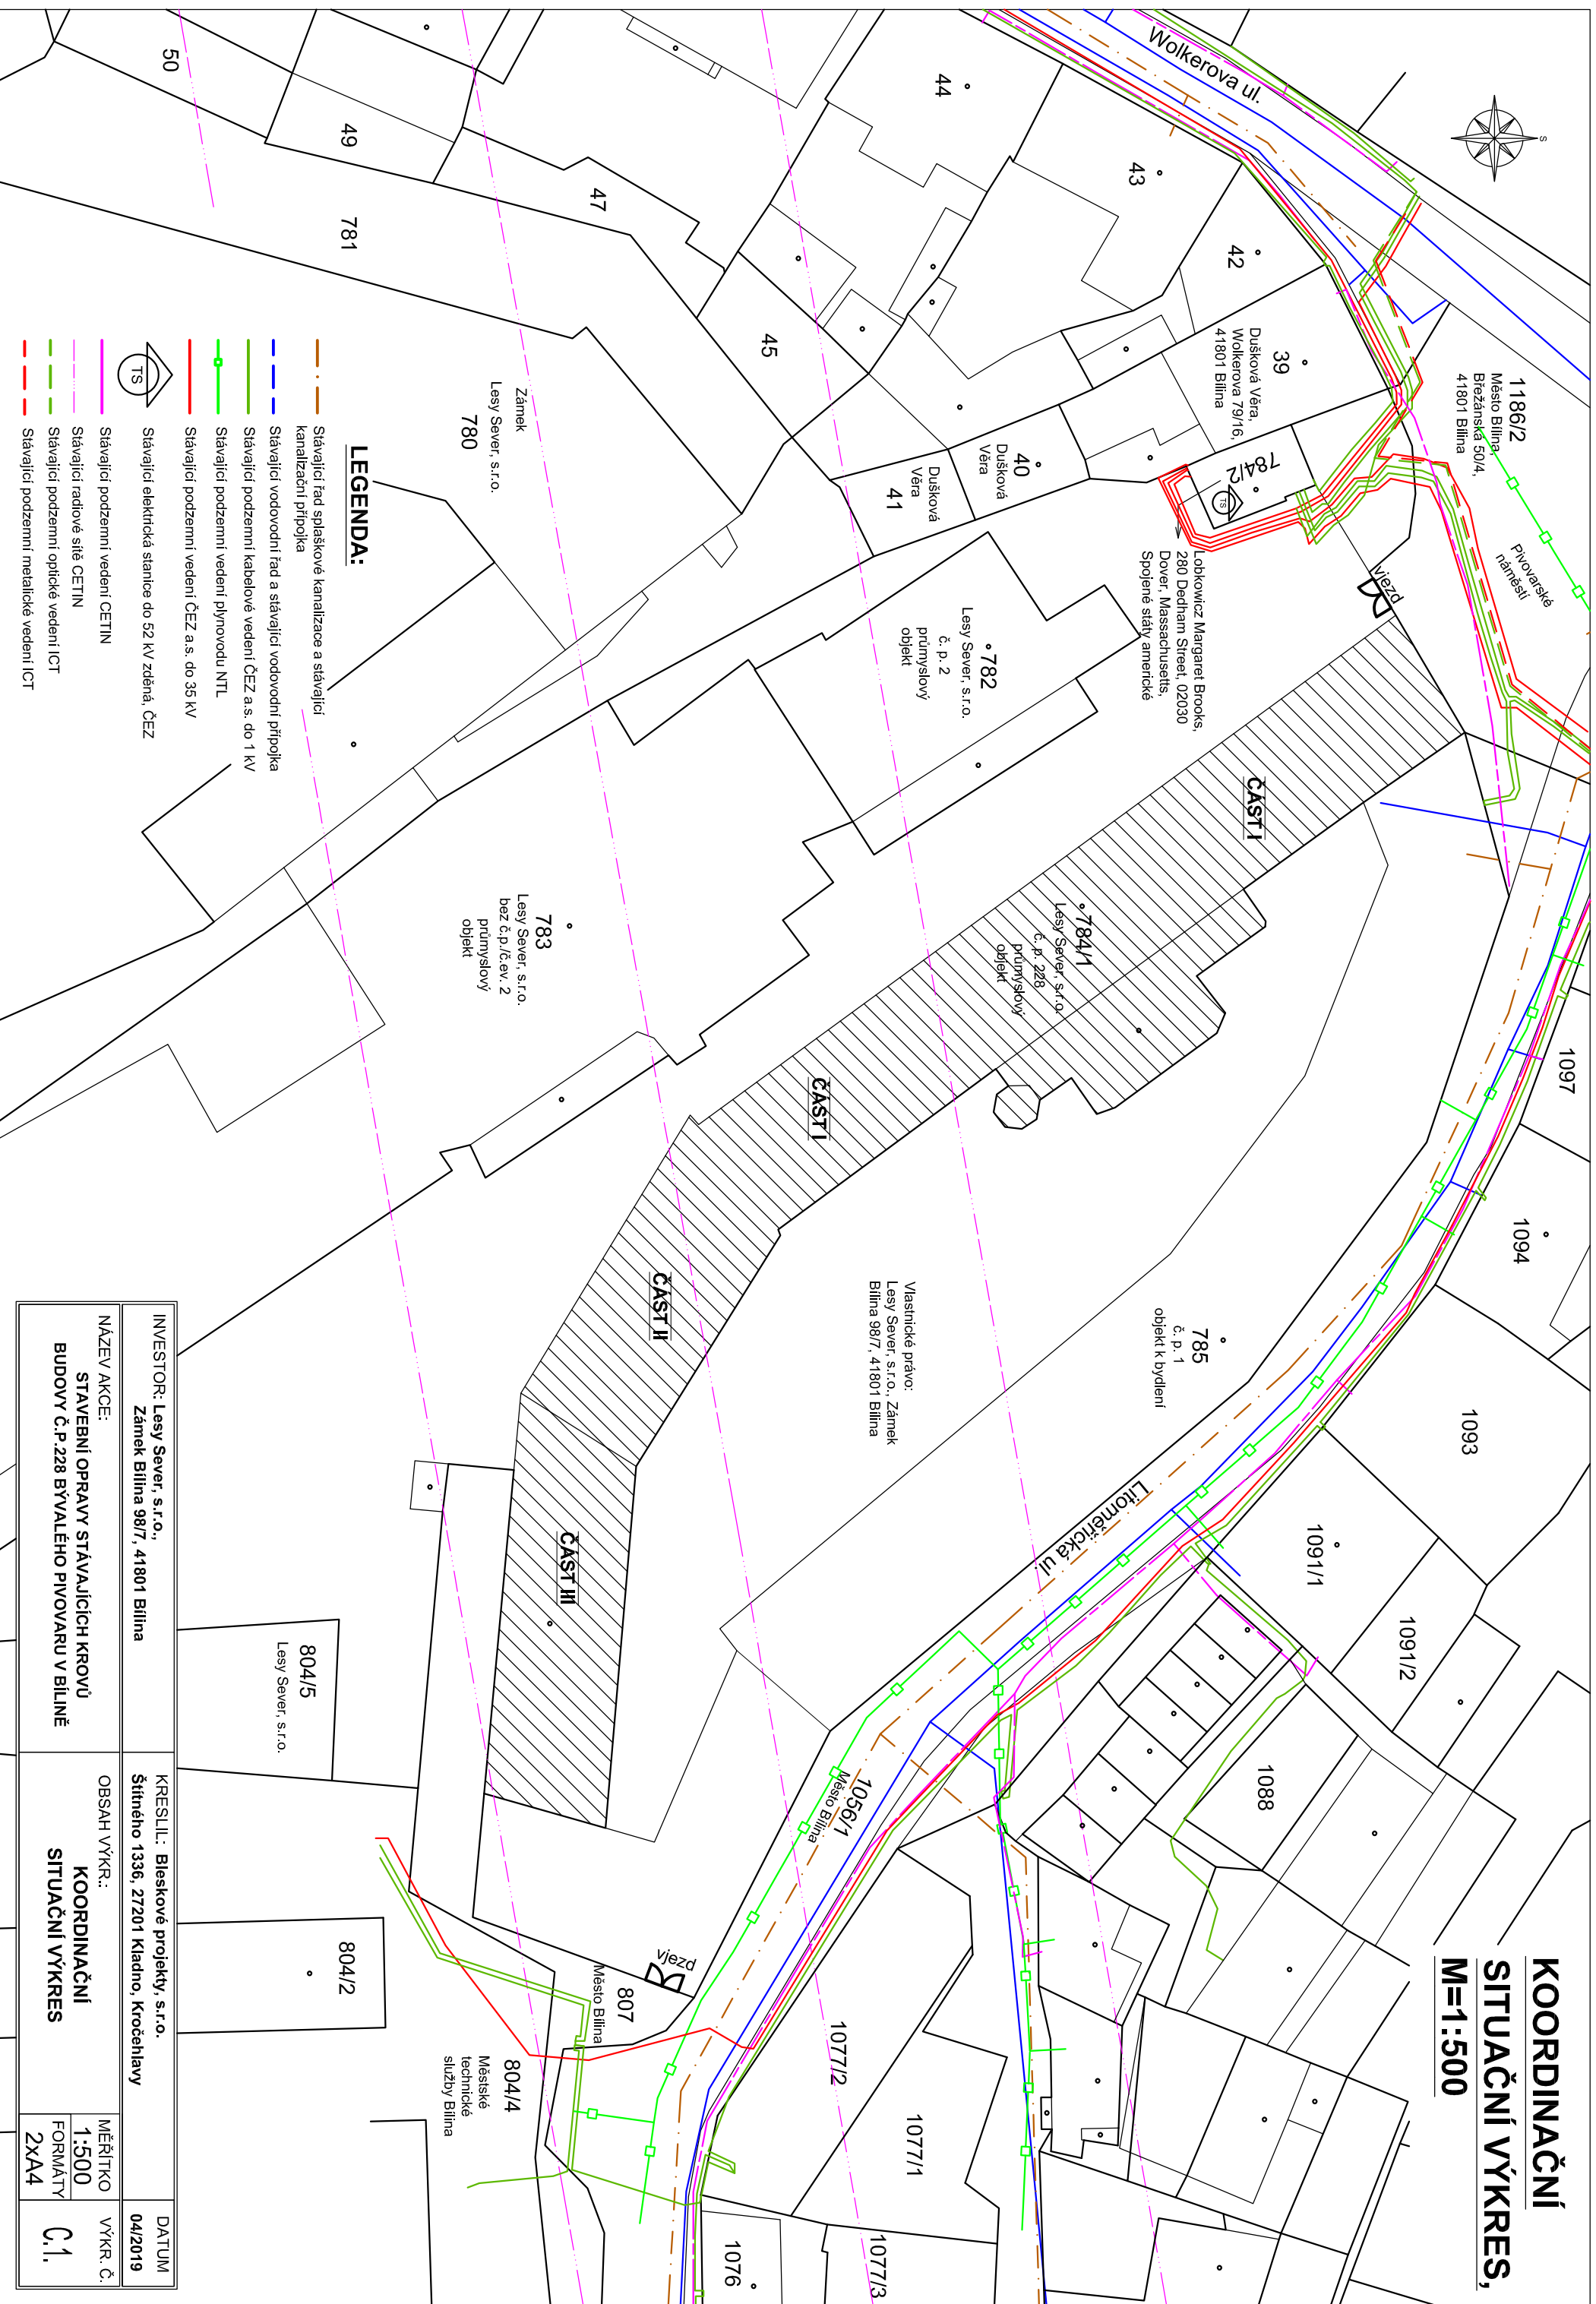 KOORDINAČNÍ
SITUAČNÍ VÝKRES,
M=1:500
S
Wolkerova ul.
1186/2
Město Bílina,
Břežánská 50/4,
41801 Bílina
Pivovarské
náměstí
1097
1094
1093
1091/1
1091/2
1088
44
43
42
39
Dušková Věra,
Wolkerova 79/16,
41801 Bílina
784/2
TS
Lobkowicz Margaret Brooks,
280 Dedham Street, 02030
Dover, Massachusetts,
Spojené státy americké
vjezd
40
Dušková
Věra
Dušková
Věra
41
45
47
49
50
781
Zámek
Lesy Sever, s.r.o.
780
782
Lesy Sever, s.r.o.
č. p. 2
průmyslový
objekt
783
Lesy Sever, s.r.o.
bez č.p./č.ev. 2
průmyslový
objekt
ČÁST I
784/1
Lesy Sever, s.r.o.
č. p. 228
průmyslový
objekt
ČÁST I
ČÁST II
ČÁST III
785
č. p. 1
objekt k bydlení
Vlastnické právo:
Lesy Sever, s.r.o., Zámek
Bílina 98/7, 41801 Bílina
Litoměřická ul.
1056/1
Město Bílina
vjezd
807
Město Bílina
804/5
Lesy Sever, s.r.o.
804/2
804/4
Městské
technické
služby Bílina
1077/2
1077/1
1077/3
1076
LEGENDA:
Stávající řad splaškové kanalizace a stávající
kanalizační přípojka
Stávající vodovodní řad a stávající vodovodní přípojka
Stávající podzemní kabelové vedení ČEZ a.s. do 1 kV
Stávající podzemní vedení plynovodu NTL
Stávající podzemní vedení ČEZ a.s. do 35 kV
TS
Stávající elektrická stanice do 52 kV zděná, ČEZ
Stávající podzemní vedení CETIN
Stávající radiové sítě CETIN
Stávající podzemní optické vedení ICT
Stávající podzemní metalické vedení ICT
INVESTOR: Lesy Sever, s.r.o.,
Zámek Bílina 98/7, 41801 Bílina
KRESLIL: Bleskové projekty, s.r.o.
Štítného 1336, 27201 Kladno, Kročehlavy
DATUM
04/2019
NÁZEV AKCE:
STAVEBNÍ OPRAVY STÁVAJÍCÍCH KROVŮ
BUDOVY Č.P.228 BÝVALÉHO PIVOVARU V BÍLINĚ
OBSAH VÝKR.:
KOORDINAČNÍ
SITUAČNÍ VÝKRES
MĚŘÍTKO
1:500
FORMÁTY
2xA4
VÝKR. Č.
C.1.